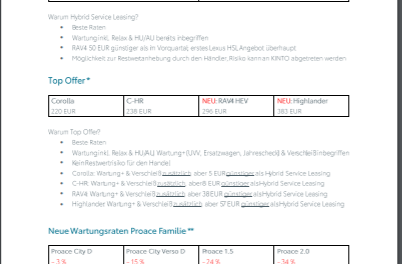 Warum Hybrid Service Leasing?
• Beste Raten
• Wartung inkl. Relax & HU/AU bereits inbegriffen
• RAV4 50 EUR günstiger als in Vorquartal, erstes Lexus HSL Angebot überhaupt
• Möglichkeit zur Restwertanhebung durch den Händler, Risiko kann an KINTO abgetreten werden
Top Offer*
Corolla C-HR NEU: RAV4 HEV NEU: Highlander
220 EUR 238 EUR 290 EUR 383 EUR
Warum Top Offer?
• Beste Raten
• Wartung inkl. Relax & HU/AU, Wartung+ (UVV, Ersatzwagen, Jahrescheck) & Verschleiß inbegriffen
• Kein Restwertrisiko für den Handel
• Corolla: Wartung+ & Verschleiß zusätzlich, aber 5 EUR günstiger als Hybrid Service Leasing
• C-HR: Wartung+ & Verschleiß zusätzlich, aber 8 EUR günstiger als Hybrid Service Leasing
• RAV4: Wartung+ & Verschleiß zusätzlich, aber 38 EUR günstiger als Hybrid Service Leasing
• Highlander: Wartung+ & Verschleiß zusätzlich, aber 57 EUR günstiger als Hybrid Service Leasing
Neue Wartungsraten Proace Familie **
Proace City D Proace City Verso D Proace 1.5 Proace 2.0
- 3 % - 15 % - 24 % - 34 %